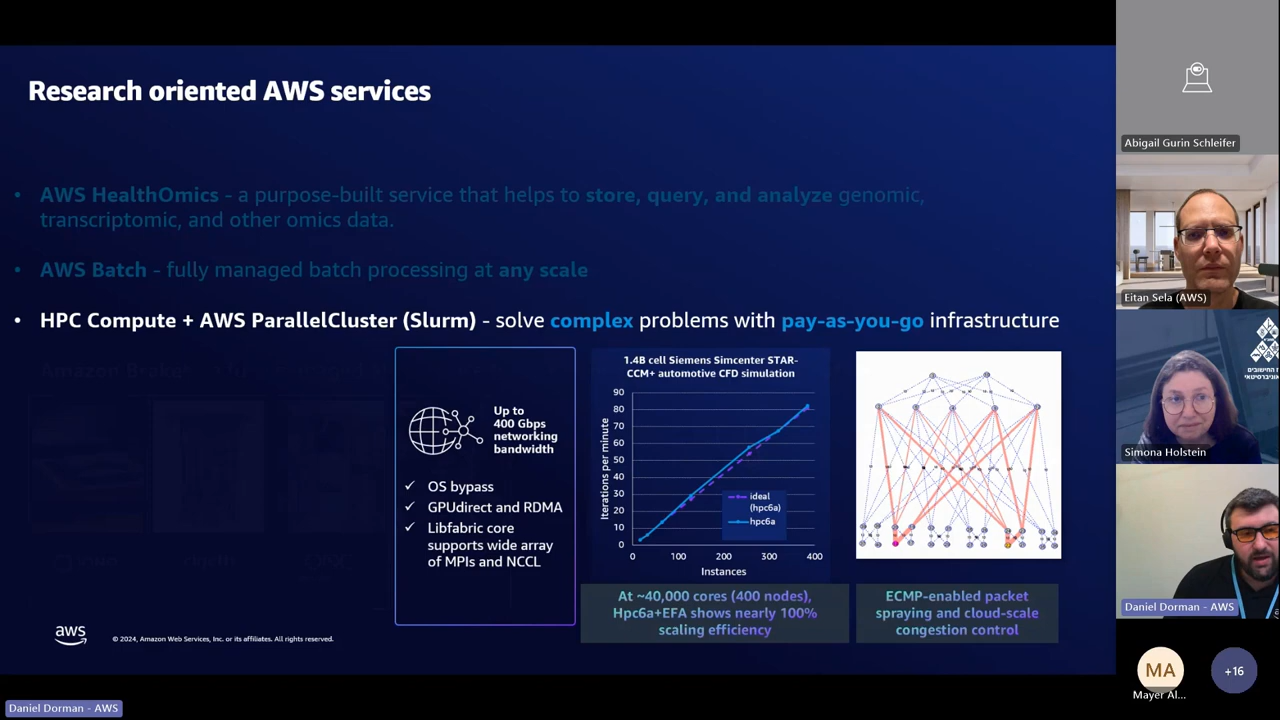 Research oriented AWS services
• AWS HealthOmics - a purpose-built service that helps to store, query, and analyze genomic,
transcriptomic, and other omics data.
• AWS Batch - fully managed batch processing at any scale
• HPC Compute + AWS ParallelCluster (Slurm) - solve complex problems with pay-as-you-go infrastructure
Up to
400 Gbps
networking
bandwidth
✓ OS bypass
✓ GPUdirect and RDMA
✓ Libfabric core
supports wide array
of MPIs and NCCL
1.4B cell Siemens Simcenter STAR-
CCM+ automotive CFD simulation
Iterations per minute
90
80
70
60
50
40
30
20
10
0
0 100 200 300 400
Instances
ideal
(hpc6a)
hpc6a
At ~40,000 cores (400 nodes),
Hpc6a+EFA shows nearly 100%
scaling efficiency
ECMP-enabled packet
spraying and cloud-scale
congestion control
aws
© 2024, Amazon Web Services, Inc. or its affiliates. All rights reserved.
Daniel Dorman - AWS
Abigail Gurin Schleifer
Eitan Sela (AWS)
Simona Holstein
Daniel Dorman - AWS
MA
Mayer Al...
+16